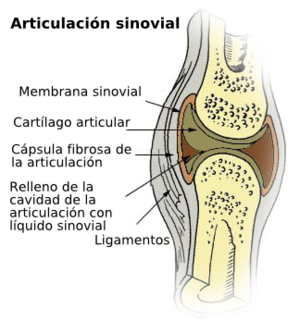 Articulación sinovial
Membrana sinovial
Cartílago articular
Cápsula fibrosa de
la articulación
Relleno de la
cavidad de la
articulación con
líquido sinovial
Ligamentos